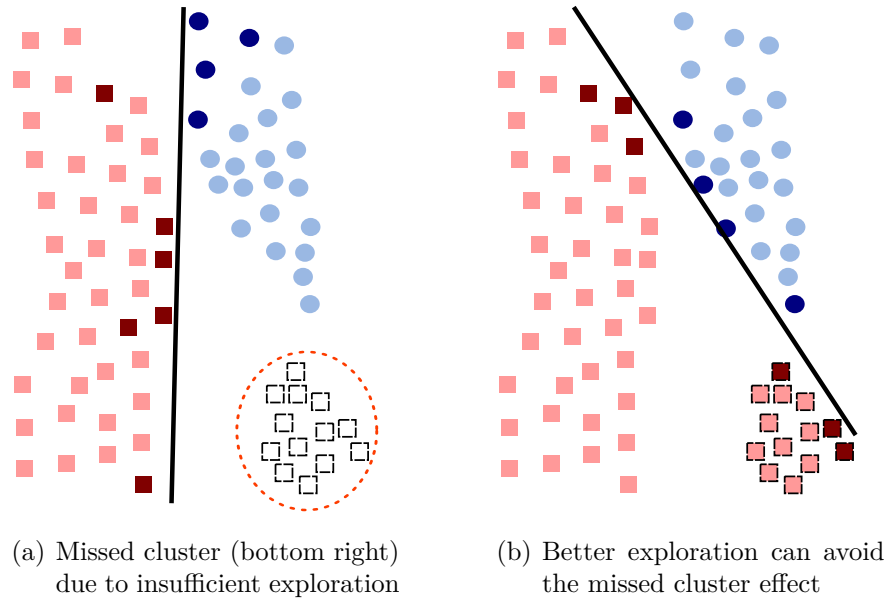 (a) Missed cluster (bottom right)
due to insufficient exploration
(b) Better exploration can avoid
the missed cluster effect